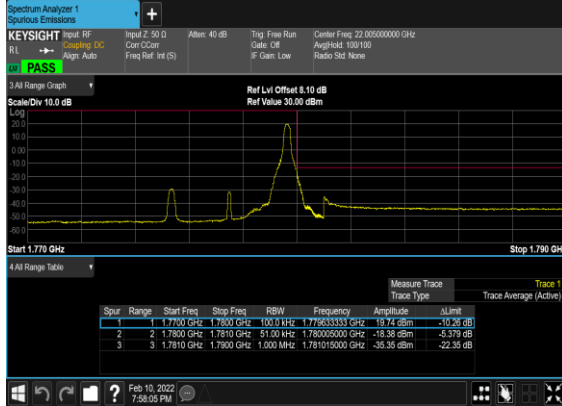 Spectrum Analyzer 1
Spurious Emissions
+
KEYSIGHT Input: RF Input Z: 50 Ω Atten: 40 dB Trig: Free Run Center Freq: 22.005000000 GHz
RL Coupling: DC Corr CCorr Gate: Off Avg|Hold: 100/100
Align: Auto Freq Ref: Int (S) IF Gain: Low Radio Std: None
PASS
3 All Range Graph
Ref Lvl Offset 8.10 dB
Scale/Div 10.0 dB Ref Value 30.00 dBm
Log
20.0
10.0
0.00
-10.0
-20.0
-30.0
-40.0
-50.0
-60.0
Start 1.770 GHz Stop 1.790 GH
4 All Range Table
Measure Trace Trace 1
Trace Type Trace Average (Active)
Spur Range Start Freq Stop Freq RBW Frequency Amplitude ΔLimit
1 1 1.7700 GHz 1.7800 GHz 100.0 kHz 1.779633333 GHz 19.74 dBm -10.26 dB
2 2 1.7800 GHz 1.7810 GHz 51.00 kHz 1.780005000 GHz -18.38 dBm -5.379 dB
3 3 1.7810 GHz 1.7900 GHz 1.000 MHz 1.781015000 GHz -35.35 dBm -22.35 dB
? Feb 10, 2022
7:58:05 PM